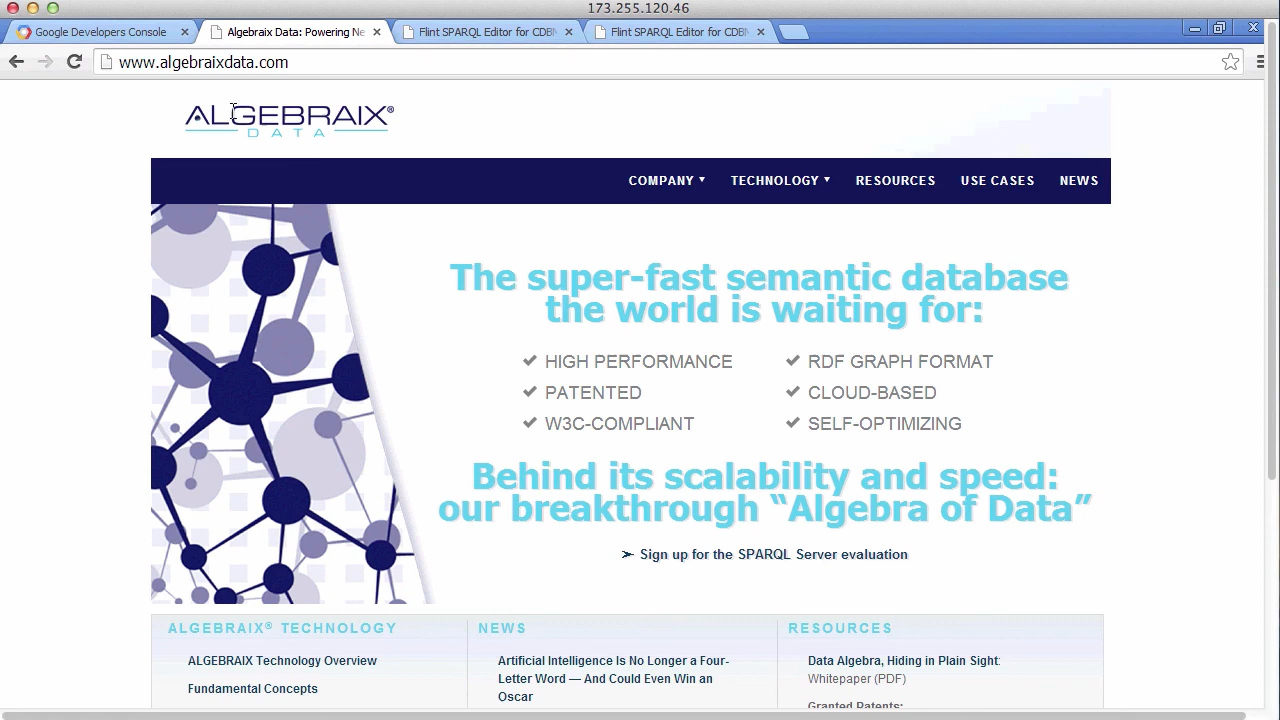 173.255.120.46
Google Developers Console
Algebraix Data: Powering Ne
Flint SPARQL Editor for CDBN
Flint SPARQL Editor for CDBN
www.algebraixdata.com
ALGEBRAIX®
DATA
COMPANY
TECHNOLOGY
RESOURCES
USE CASES
NEWS
The super-fast semantic database
the world is waiting for:
HIGH PERFORMANCE
RDF GRAPH FORMAT
PATENTED
CLOUD-BASED
W3C-COMPLIANT
SELF-OPTIMIZING
Behind its scalability and speed:
our breakthrough “Algebra of Data”
Sign up for the SPARQL Server evaluation
ALGEBRAIX® TECHNOLOGY
ALGEBRAIX Technology Overview
Fundamental Concepts
NEWS
Artificial Intelligence Is No Longer a Four-
Letter Word — And Could Even Win an
Oscar
RESOURCES
Data Algebra, Hiding in Plain Sight:
Whitepaper (PDF)
Granted Patents: